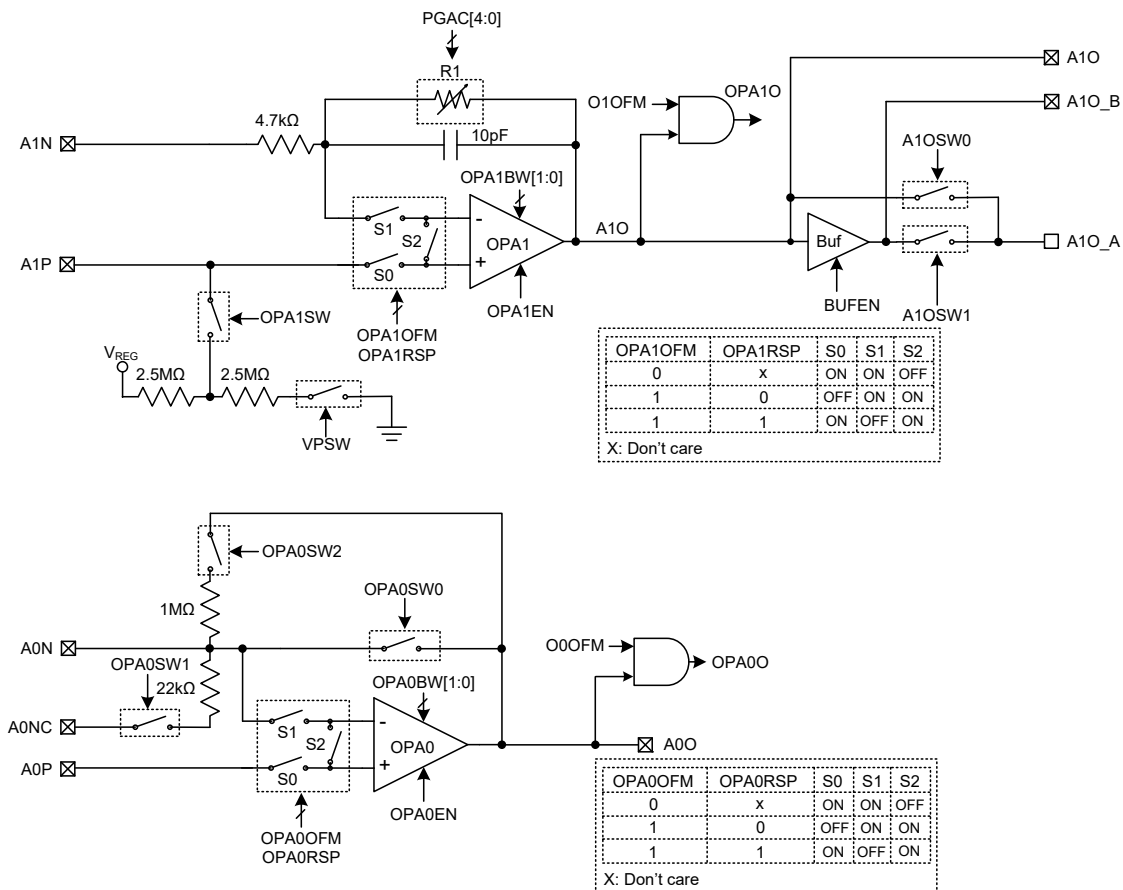 PGAC[4:0]
R1
4.7kΩ
10pF
A1N
O1OFM
OPA1O
A1O
A1O_B
A1OSW0
OPA1BW[1:0]
S1
S2
S0
-
+
OPA1
A1O
Buf
A1O_A
A1P
OPA1SW
OPA1OFM
OPA1RSP
OPA1EN
BUFEN
A1OSW1
VREG
2.5MΩ
2.5MΩ
VPSW
OPA1OFM OPA1RSP S0 S1 S2
0 x ON ON OFF
1 0 OFF ON ON
1 1 ON OFF ON
X: Don't care
OPA0SW2
1MΩ
OPA0SW0
A0N
OPA0SW1
22kΩ
O0OFM
OPA0O
OPA0BW[1:0]
A0NC
S1
S2
S0
-
+
OPA0
A0O
A0P
OPA0EN
OPA0OFM
OPA0RSP
OPA0OFM OPA0RSP S0 S1 S2
0 x ON ON OFF
1 0 OFF ON ON
1 1 ON OFF ON
X: Don't care